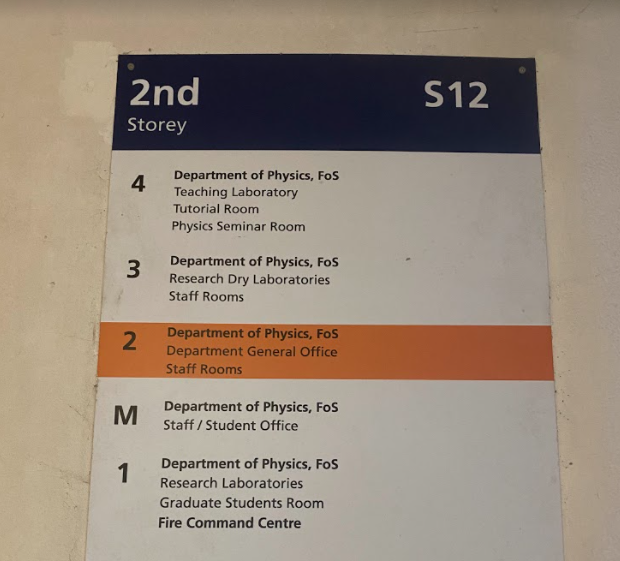 2nd S12
Storey
4 Department of Physics, FoS
Teaching Laboratory
Tutorial Room
Physics Seminar Room
3 Department of Physics, FoS
Research Dry Laboratories
Staff Rooms
2 Department of Physics, FoS
Department General Office
Staff Rooms
M Department of Physics, FoS
Staff / Student Office
1 Department of Physics, FoS
Research Laboratories
Graduate Students Room
Fire Command Centre